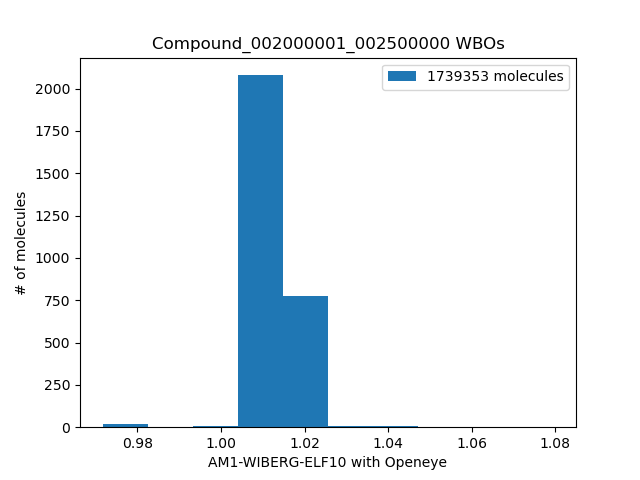 Compound_002000001_002500000 WBOs
1739353 molecules
# of molecules
2000
1750
1500
1250
1000
750
500
250
0
0.98 1.00 1.02 1.04 1.06 1.08
AM1-WIBERG-ELF10 with Openeye